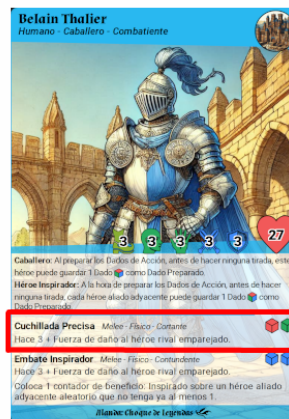 Belain Thalier
Humano - Caballero - Combatiente
3 3 3 3 3
27
Caballero: Al preparar los Dados de Acción, antes de hacer ninguna tirada, este
héroe puede guardar 1 Dado como Dado Preparado.
Héroe Inspirador: A la hora de preparar los Dados de Acción, antes de hacer
ninguna tirada, cada héroe aliado adyacente puede guardar 1 Dado como
Dado Preparado.
Cuchillada Precisa Melee - Físico - Cortante
Hace 3 + Fuerza de daño al héroe rival emparejado.
Embate Inspirador Melee - Físico - Contundente
Hace 3 + Fuerza de daño al héroe rival emparejado.
Coloca 1 contador de beneficio: Inspirado sobre un héroe aliado
adyacente aleatorio que no tenga ya al menos 1.
Alandar Choque de Leyendas